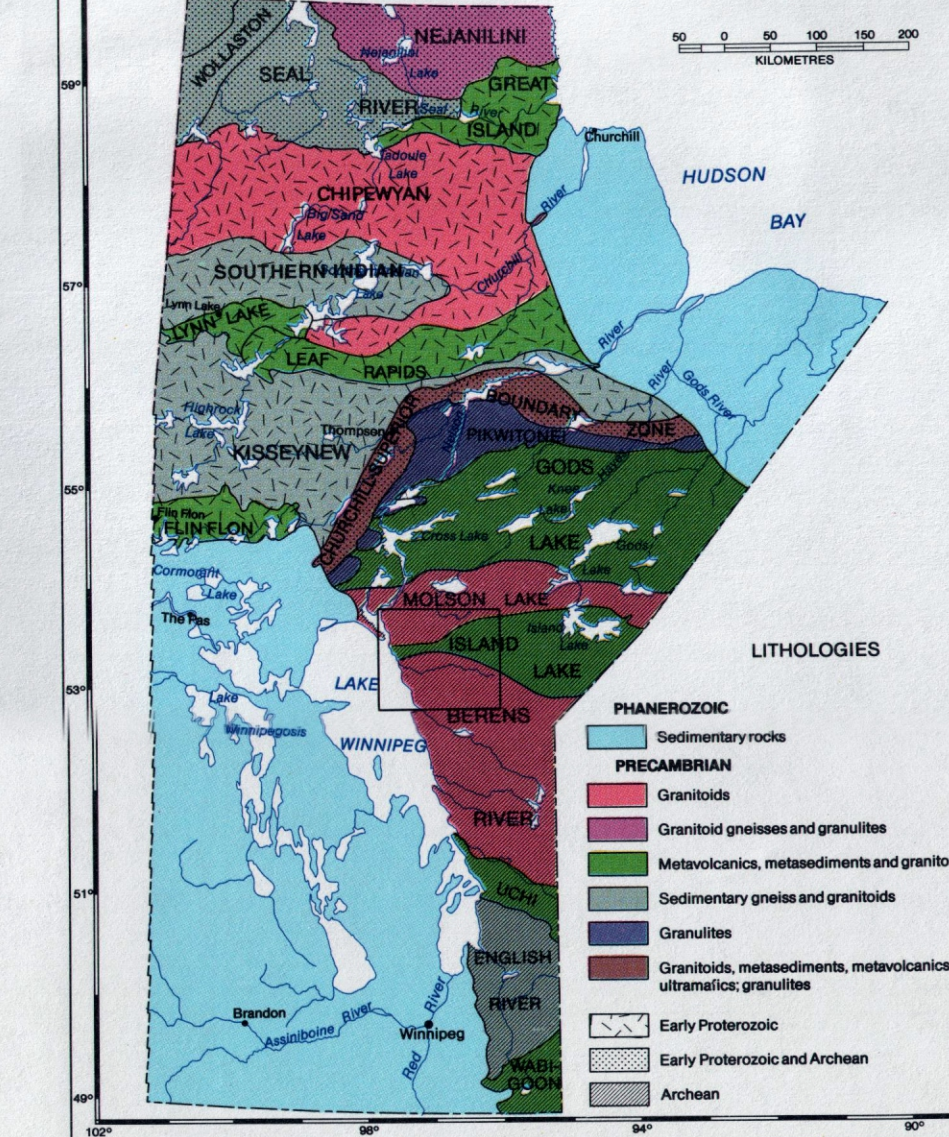 WOLLASTON
NEJANILINI
Nejanilini
Lake
SEAL
RIVER
Seal
River
GREAT
ISLAND
50 0 50 100 150 200
KILOMETRES
59°
Churchill
Tadoule
Lake
CHIPEWYAN
HUDSON
BAY
River
Big Sand
Lake
SOUTHERN INDIAN
Lake
Churchill
57°
Lynn Lake
LYNN LAKE
LEAF
RAPIDS
River
River
Gods River
BOUNDARY
ZONE
Highrock
Lake
Thompson
KISSEYNEW
CHURCHILL-SUPERIOR
Nelson
PIKWITONEI
GODS
Hayes
Knee
Lake
55°
Flin Flon
FLIN FLON
Cross Lake
LAKE
Gods
Lake
Cormorant
Lake
The Pas
MOLSON LAKE
ISLAND
Island
Lake
LAKE
LITHOLOGIES
53°
LAKE
WINNIPEG
Lake
Winnipegosis
BERENS
RIVER
PHANEROZOIC
Sedimentary rocks
PRECAMBRIAN
Granitoids
Granitoid gneisses and granulites
Metavolcanics, metasediments and granito
Sedimentary gneiss and granitoids
Granulites
Granitoids, metasediments, metavolcanics
ultramafics; granulites
Early Proterozoic
Early Proterozoic and Archean
Archean
51°
UCHI
ENGLISH
RIVER
Brandon
Assiniboine River
Winnipeg
Red River
WABI-
GOON
49°
102° 98° 94° 90°